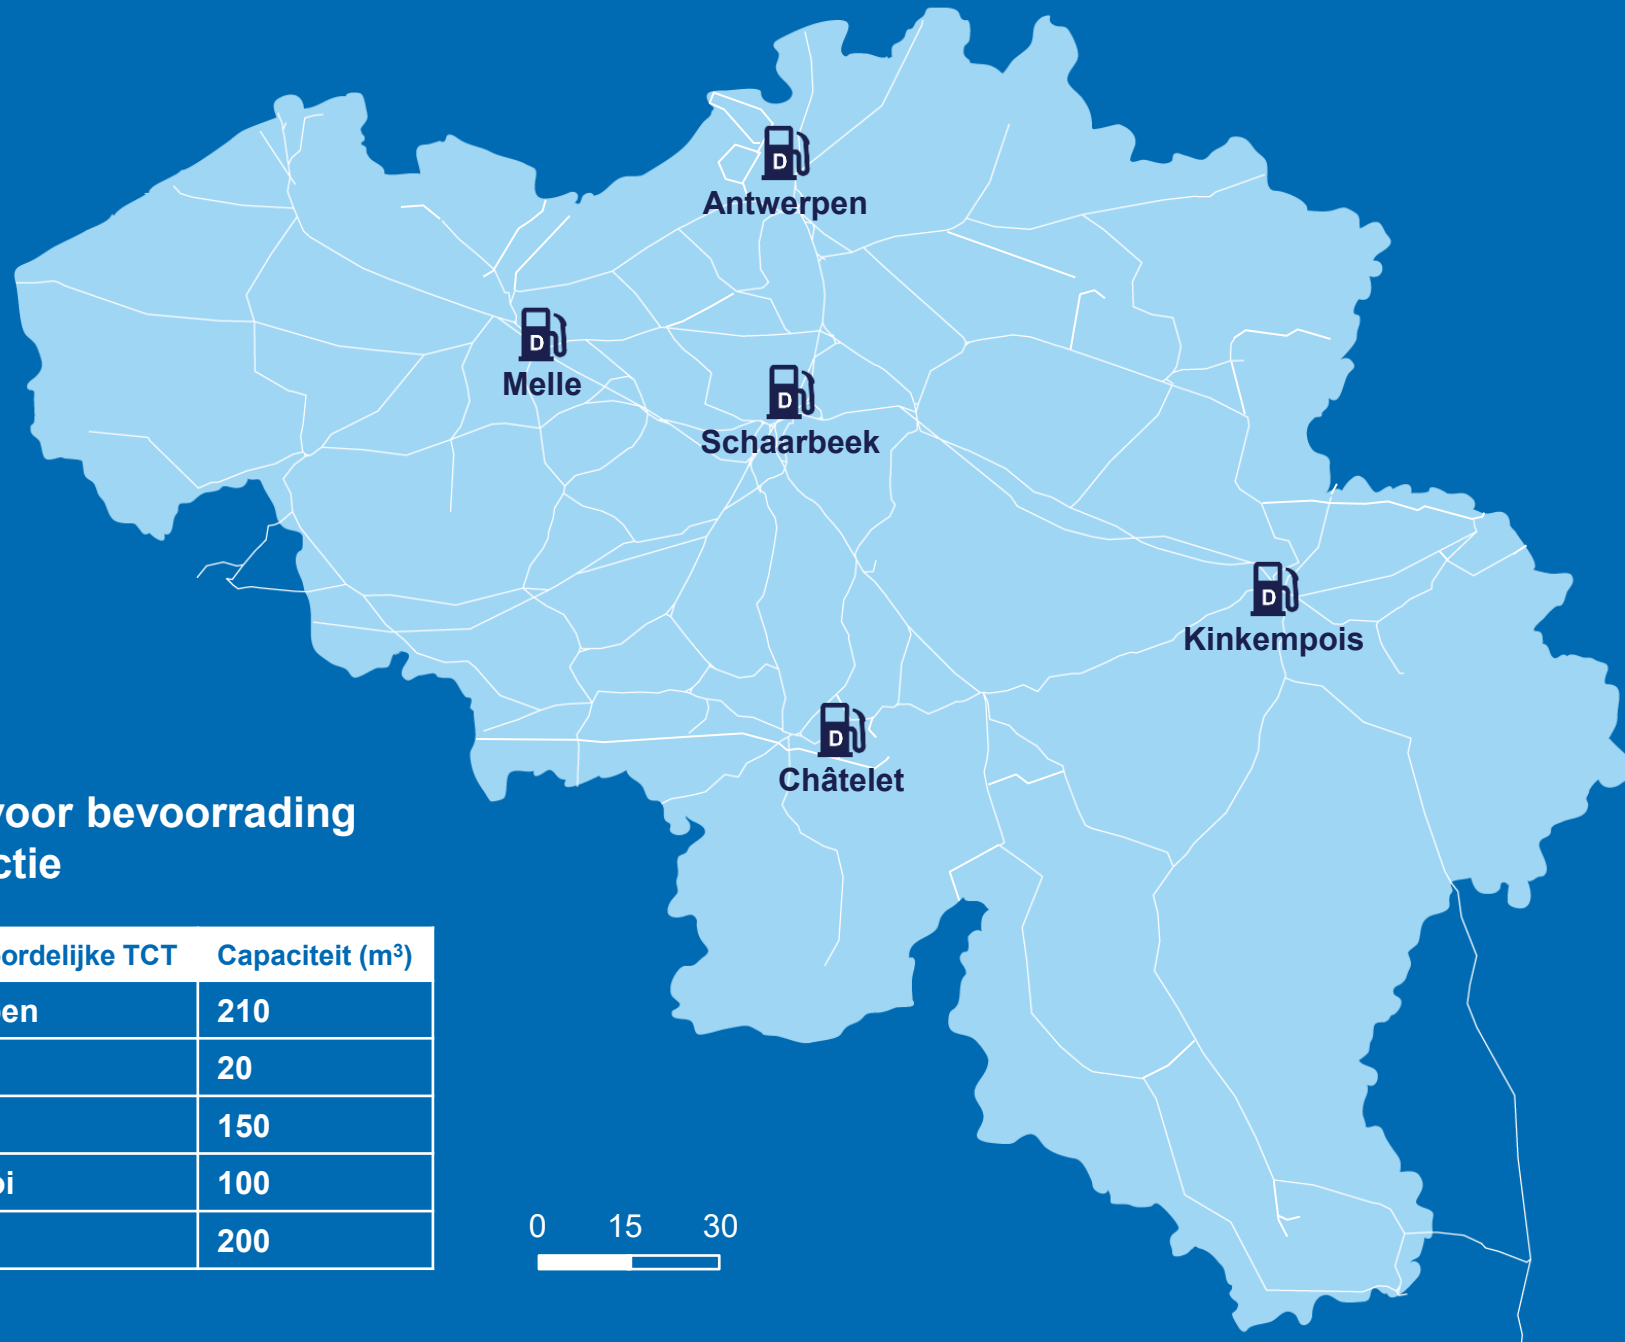 D
Antwerpen
D
Melle
D
Schaarbeek
D
Kinkempois
D
Châtelet
voor bevoorrading
ctie
ordelijke TCT Capaciteit (m³)
en 210
20
150
oi 100
200
0 15 30